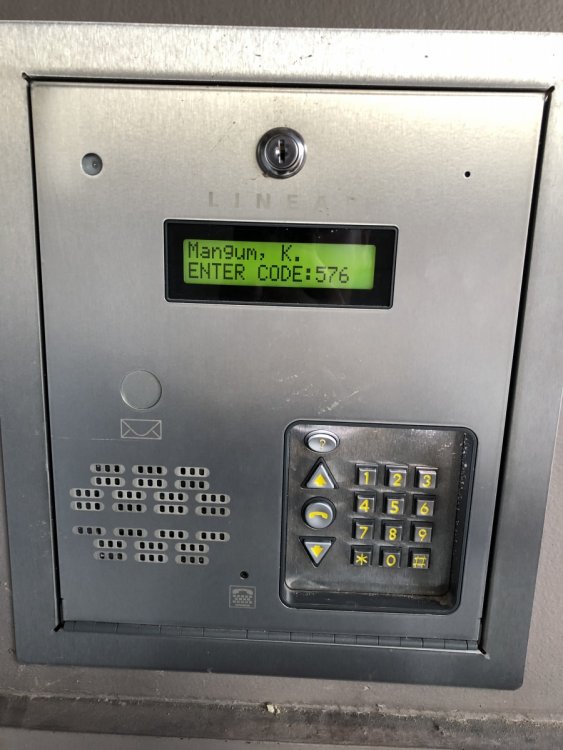 LINEAR
Mangum, K.
ENTER CODE:576
?
1 2 3
4 5 6
7 8 9
* 0 #